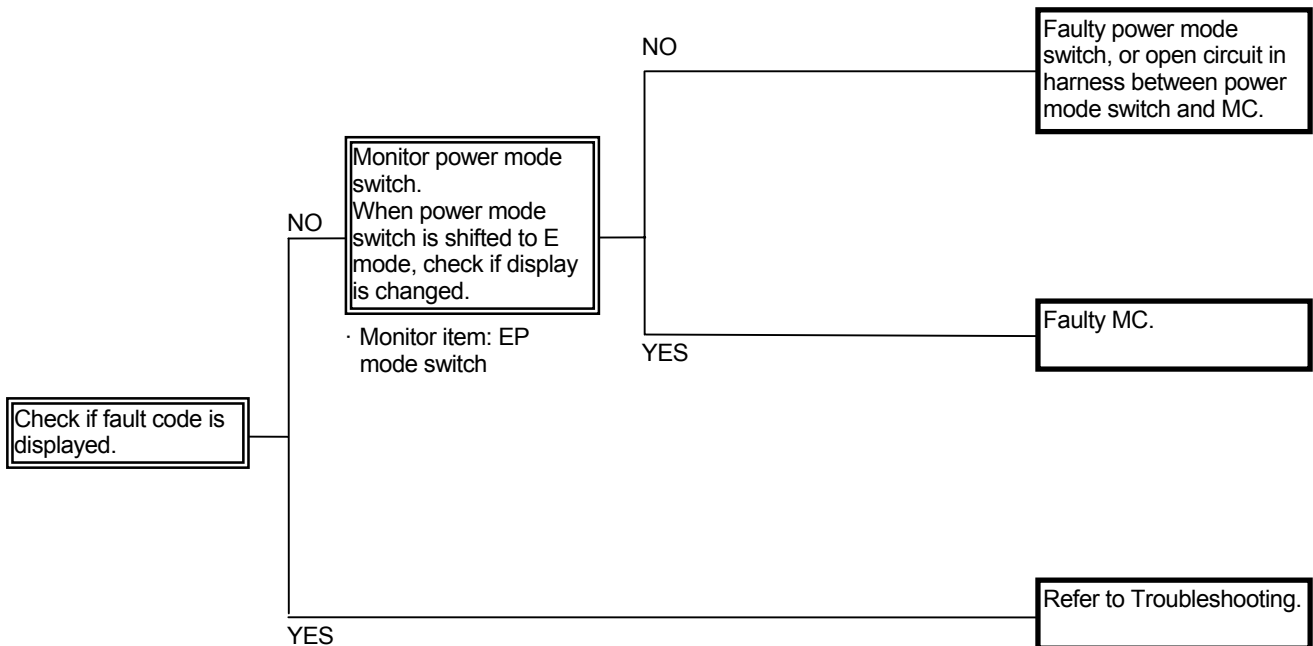 Check if fault code is
displayed.
NO
Monitor power mode
switch.
When power mode
switch is shifted to E
mode, check if display
is changed.
· Monitor item: EP
mode switch
NO
Faulty power mode
switch, or open circuit in
harness between power
mode switch and MC.
YES
Faulty MC.
YES
Refer to Troubleshooting.